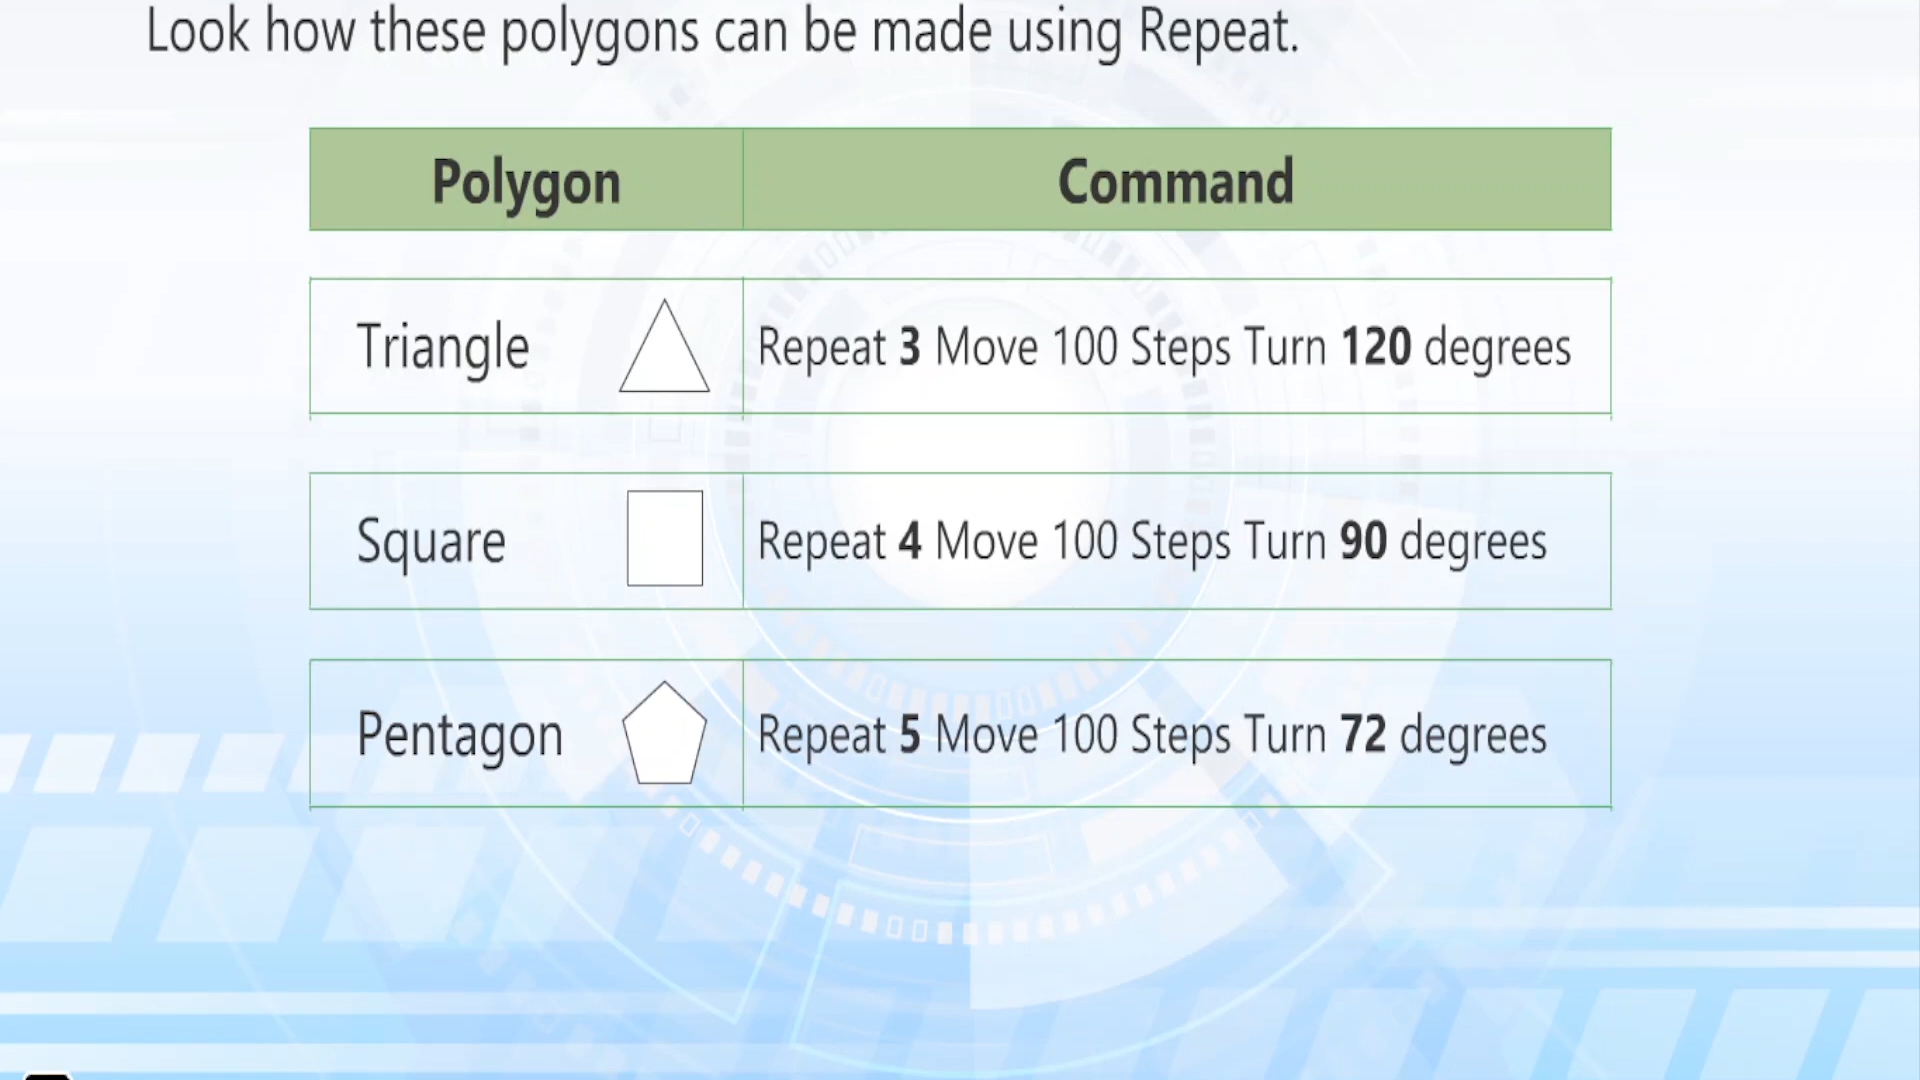 Look how these polygons can be made using Repeat.
Polygon Command
Triangle Repeat 3 Move 100 Steps Turn 120 degrees
Square Repeat 4 Move 100 Steps Turn 90 degrees
Pentagon Repeat 5 Move 100 Steps Turn 72 degrees